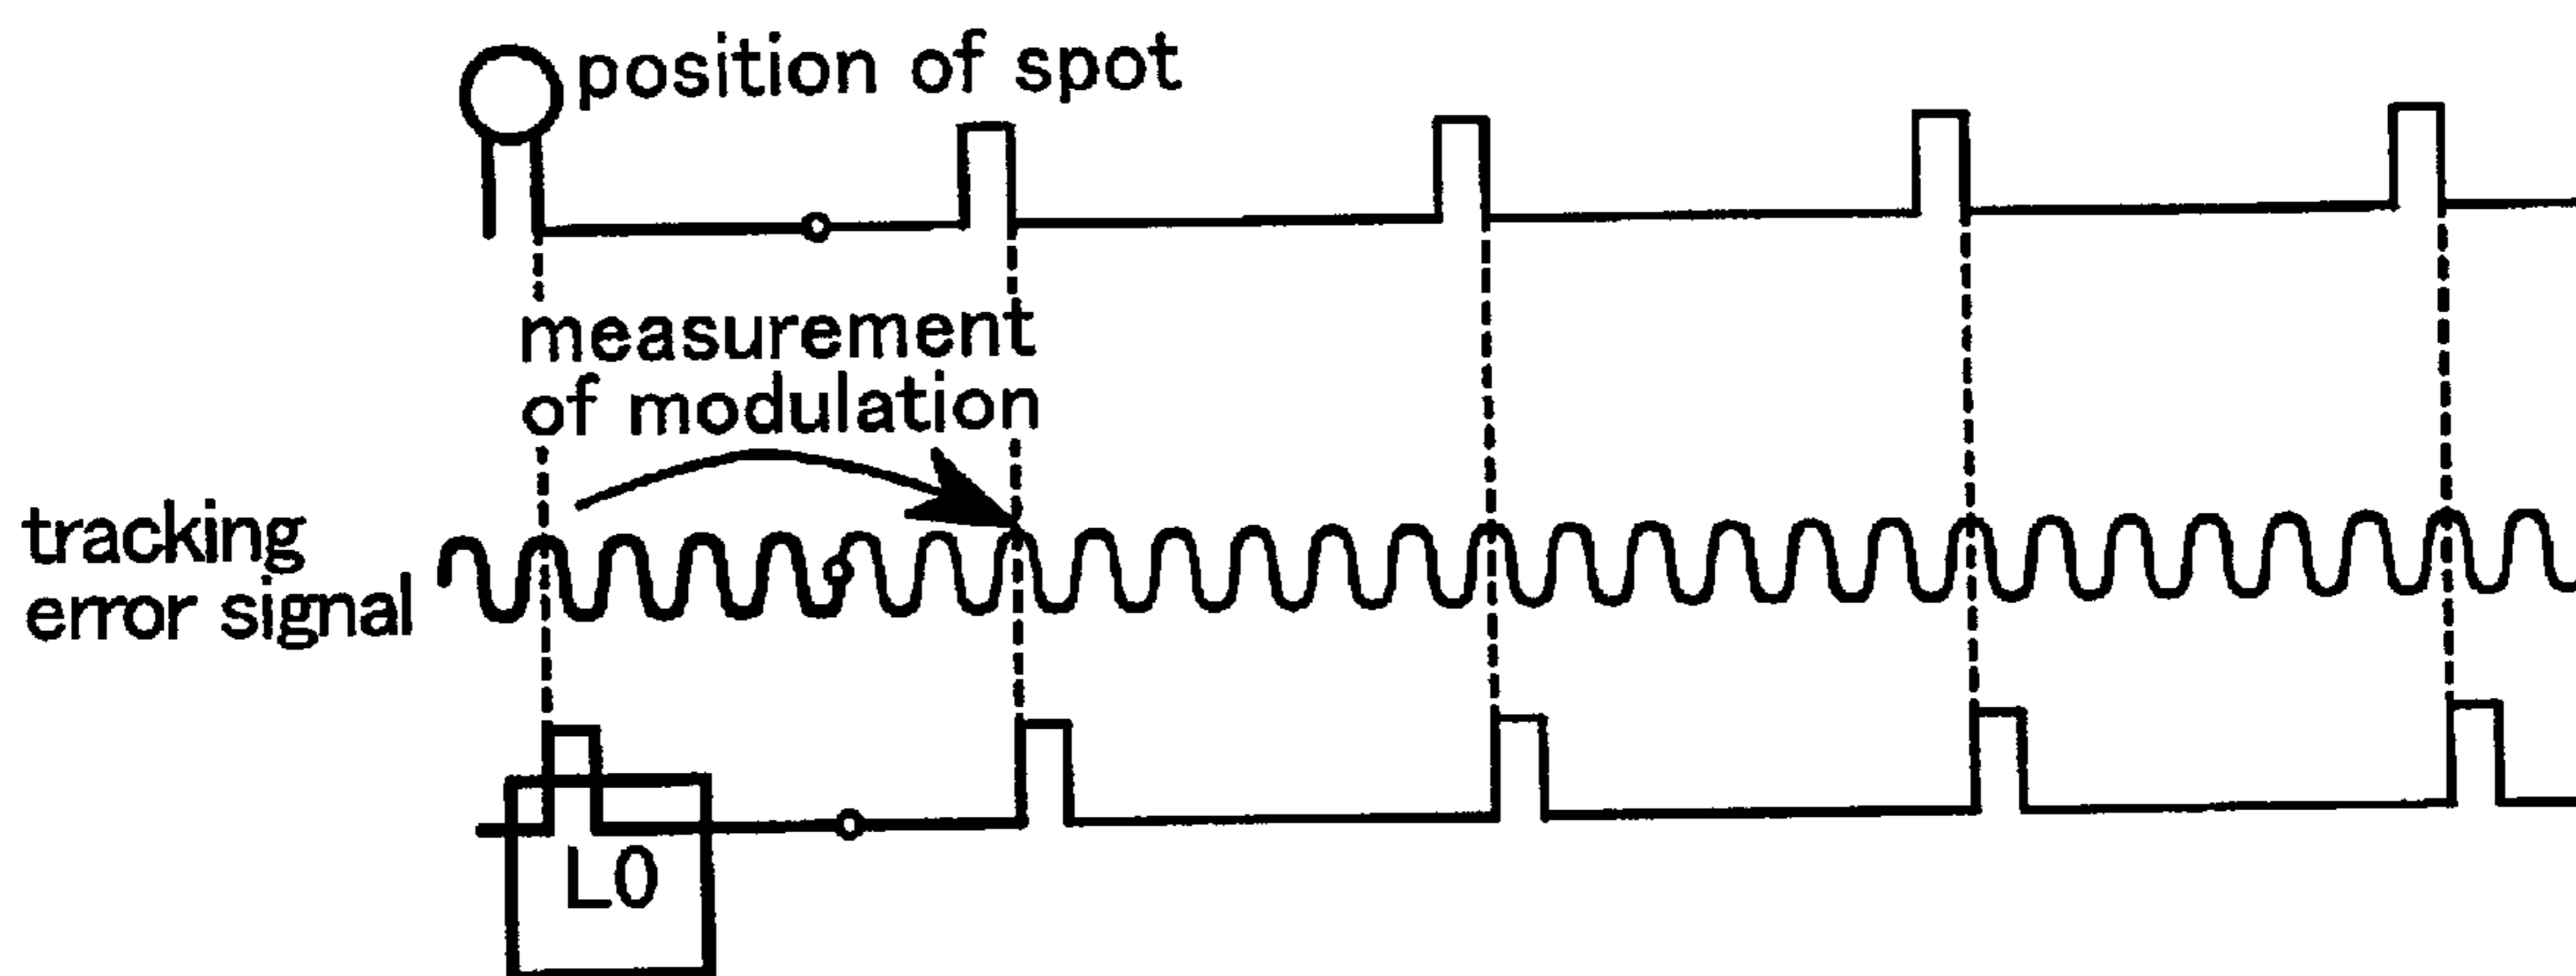 position of spot
measurement
of modulation
tracking
error signal
L0